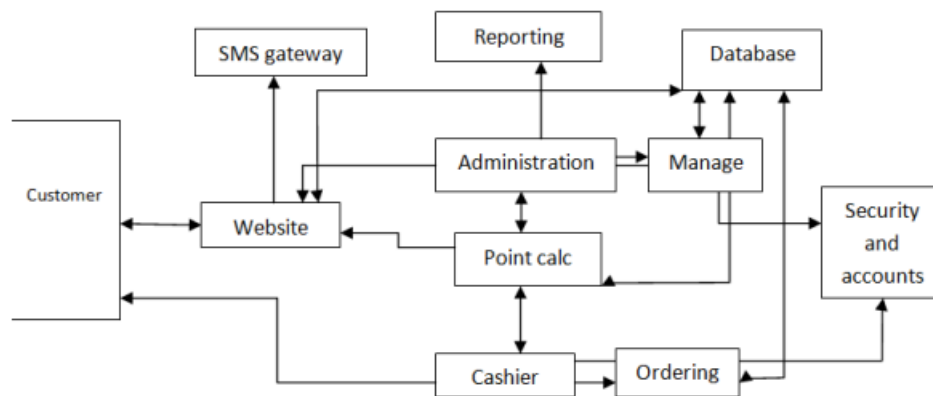 Reporting
SMS gateway
Database
Administration
Manage
Customer
Website
Security
and
accounts
Point calc
Cashier
Ordering